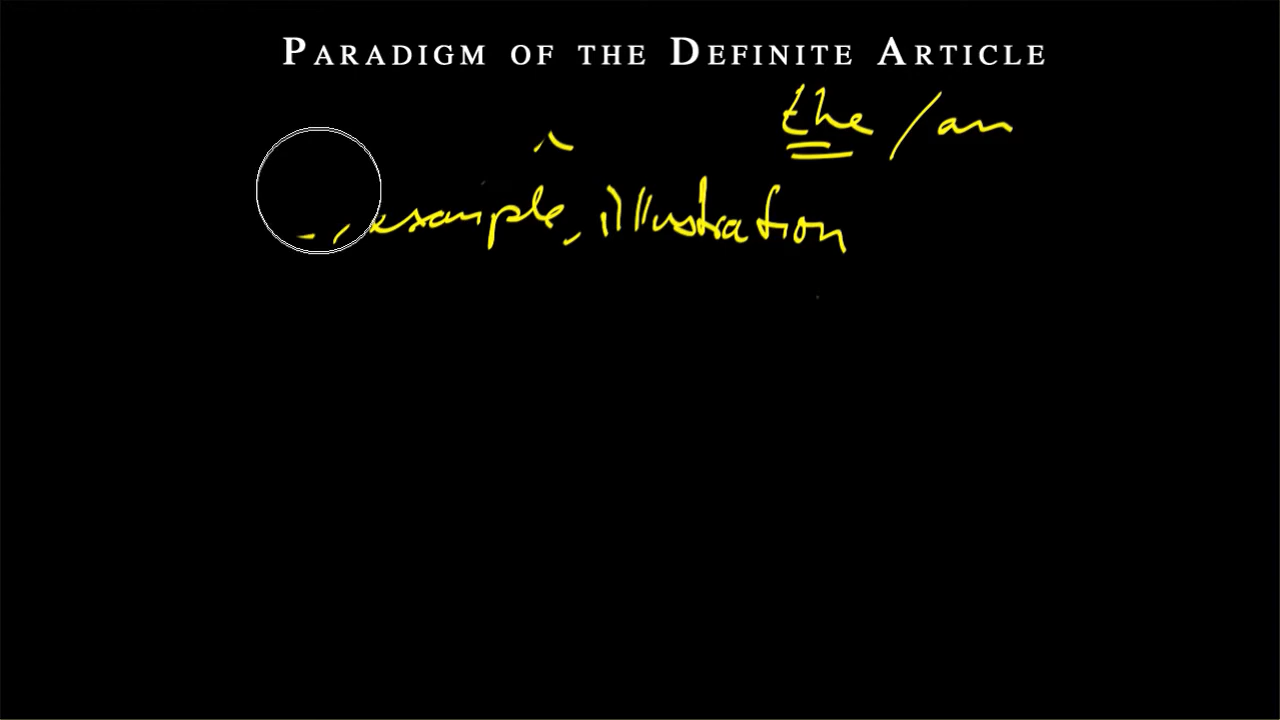 PARADIGM OF THE DEFINITE ARTICLE
the / an
example, illustration